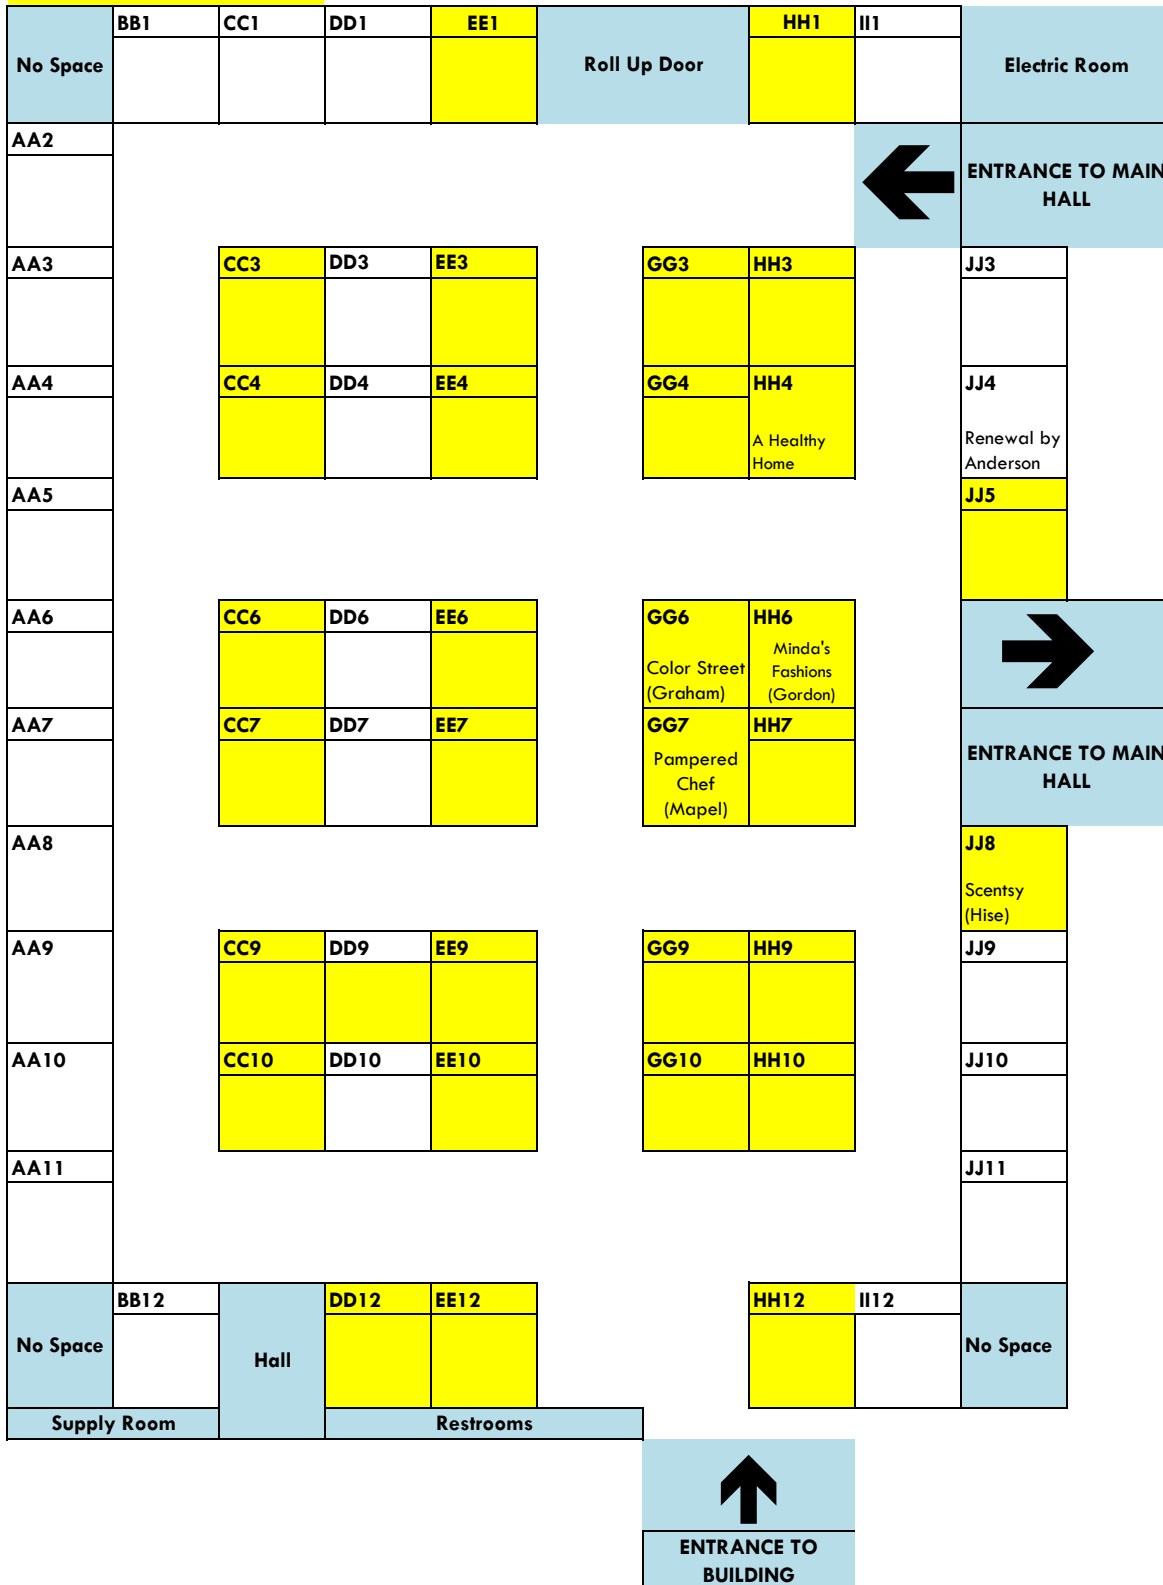 BB1 CC1 DD1 EE1 HH1 II1
No Space Roll Up Door Electric Room
AA2
ENTRANCE TO MAIN
HALL
AA3 CC3 DD3 EE3 GG3 HH3 JJ3
AA4 CC4 DD4 EE4 GG4 HH4 JJ4
A Healthy
Home
Renewal by
Anderson
AA5 JJ5
AA6 CC6 DD6 EE6 GG6 HH6
Color Street
(Graham)
Minda's
Fashions
(Gordon)
AA7 CC7 DD7 EE7 GG7 HH7
Pampered
Chef
(Mapel)
ENTRANCE TO MAIN
HALL
AA8 JJ8
Scentsy
(Hise)
AA9 CC9 DD9 EE9 GG9 HH9 JJ9
AA10 CC10 DD10 EE10 GG10 HH10 JJ10
AA11 JJ11
BB12 DD12 EE12 HH12 II12
No Space Hall No Space
Supply Room Restrooms
ENTRANCE TO
BUILDING